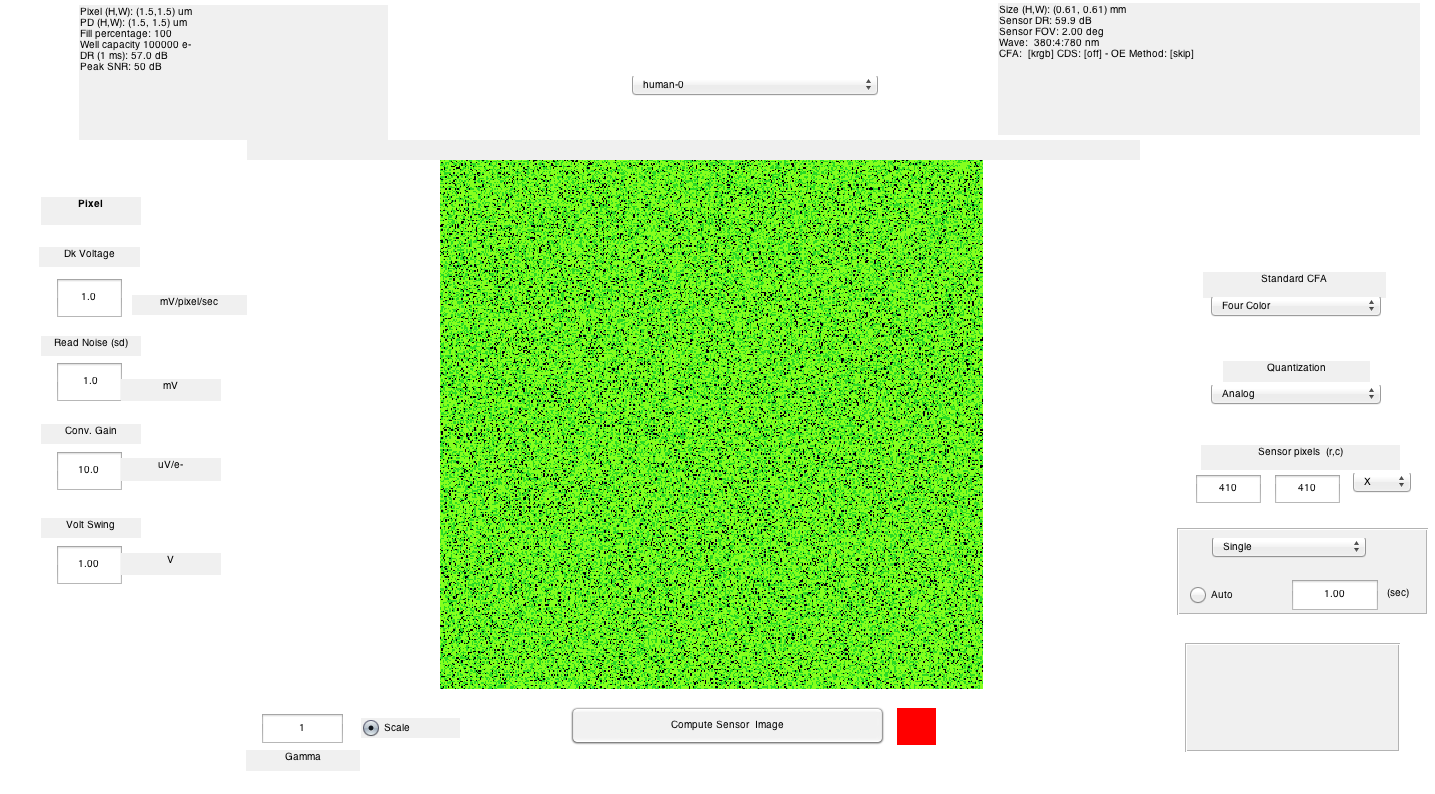 Pixel (H,W): (1.5,1.5) um
PD (H,W): (1.5, 1.5) um
Fill percentage: 100
Well capacity 100000 e-
DR (1 ms): 57.0 dB
Peak SNR: 50 dB
human-0
Size (H,W): (0.61, 0.61) mm
Sensor DR: 59.9 dB
Sensor FOV: 2.00 deg
Wave:  380:4:780 nm
CFA:  [krgb] CDS: [off] - OE Method: [skip]
Pixel
Dk Voltage
1.0 mV/pixel/sec
Read Noise (sd)
1.0 mV
Conv. Gain
10.0 uV/e-
Volt Swing
1.00 V
Standard CFA
Four Color
Quantization
Analog
Sensor pixels  (r,c)
410 410 X
Single
Auto 1.00 (sec)
1 Scale
Gamma
Compute Sensor  Image